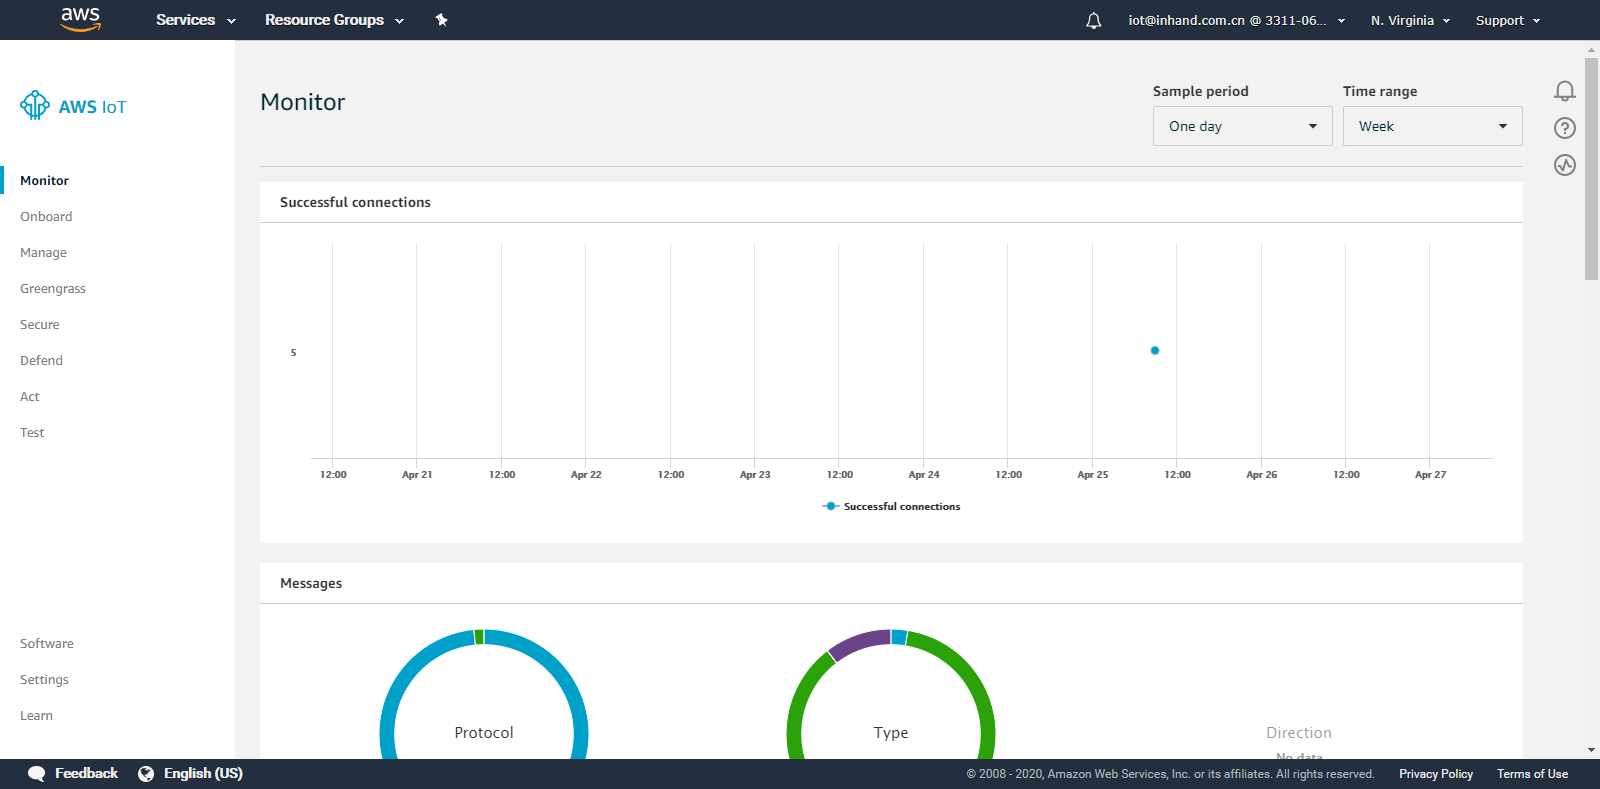 aws Services Resource Groups iot@inhand.com.cn @ 3311-06... N. Virginia Support
AWS IoT
Monitor
Onboard
Manage
Greengrass
Secure
Defend
Act
Test
Software
Settings
Learn
Monitor
Sample period
One day
Time range
Week
Successful connections
5
12:00 Apr 21 12:00 Apr 22 12:00 Apr 23 12:00 Apr 24 12:00 Apr 25 12:00 Apr 26 12:00 Apr 27
Successful connections
Messages
Protocol
Type
Direction
No data
Feedback English (US) © 2008 - 2020, Amazon Web Services, Inc. or its affiliates. All rights reserved. Privacy Policy Terms of Use